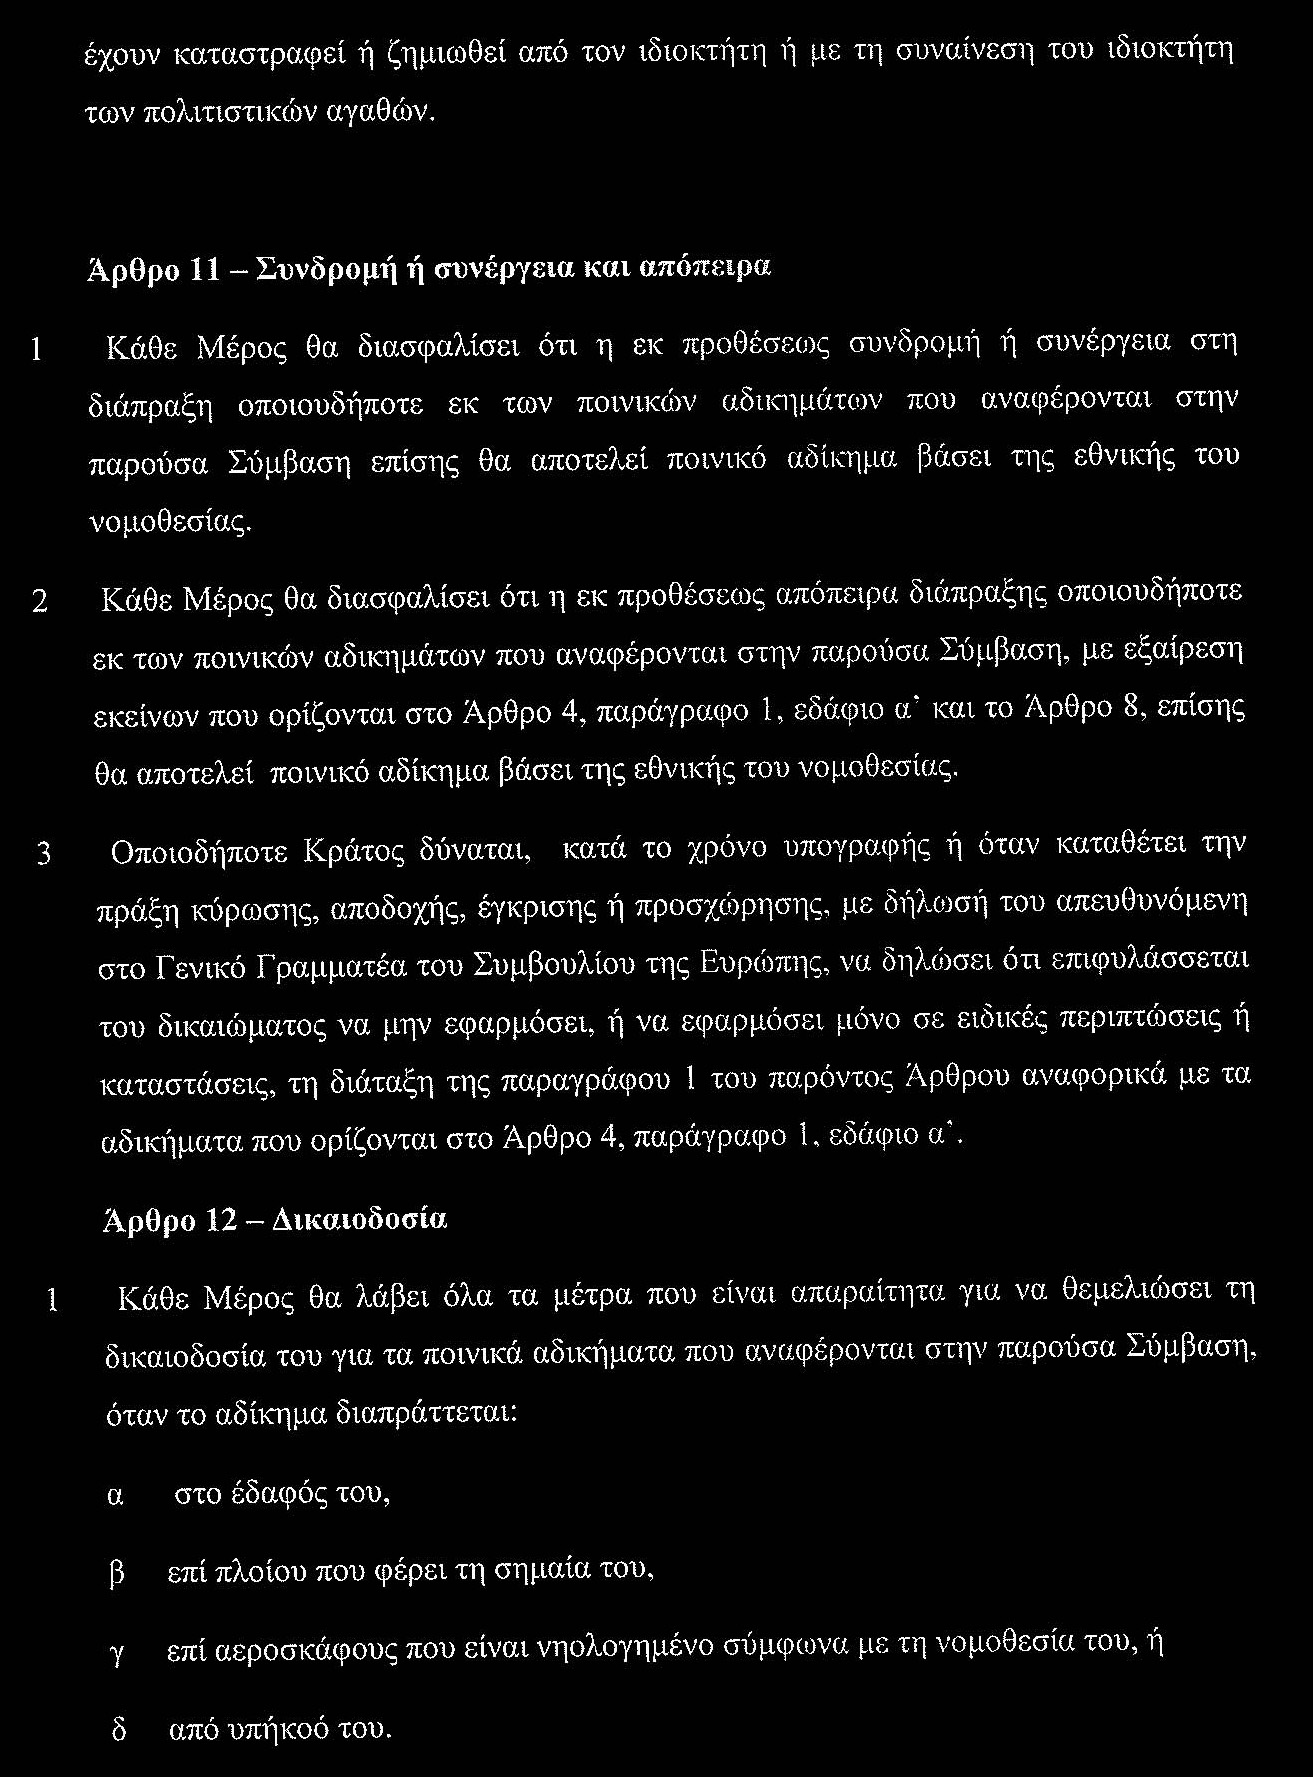 έχουν καταστραφεί ή ζημιωθεί από τον ιδιοκτήτη ή με τη συναίνεση του ιδιοκτήτη
των πολιτιστικών αγαθών.
Άρθρο 11 – Συνδρομή ή συνέργεια και απόπειρα
1 Κάθε Μέρος θα διασφαλίσει ότι η εκ προθέσεως συνδρομή ή συνέργεια στη
διάπραξη οποιουδήποτε εκ των ποινικών αδικημάτων που αναφέρονται στην
παρούσα Σύμβαση επίσης θα αποτελεί ποινικό αδίκημα βάσει της εθνικής του
νομοθεσίας.
2 Κάθε Μέρος θα διασφαλίσει ότι η εκ προθέσεως απόπειρα διάπραξης οποιουδήποτε
εκ των ποινικών αδικημάτων που αναφέρονται στην παρούσα Σύμβαση, με εξαίρεση
εκείνων που ορίζονται στο Άρθρο 4, παράγραφο 1, εδάφιο α' και το Άρθρο 8, επίσης
θα αποτελεί ποινικό αδίκημα βάσει της εθνικής του νομοθεσίας.
3 Οποιοδήποτε Κράτος δύναται, κατά το χρόνο υπογραφής ή όταν καταθέτει την
πράξη κύρωσης, αποδοχής, έγκρισης ή προσχώρησης, με δήλωσή του απευθυνόμενη
στο Γενικό Γραμματέα του Συμβουλίου της Ευρώπης, να δηλώσει ότι επιφυλάσσεται
του δικαιώματος να μην εφαρμόσει, ή να εφαρμόσει μόνο σε ειδικές περιπτώσεις ή
καταστάσεις, τη διάταξη της παραγράφου 1 του παρόντος Άρθρου αναφορικά με τα
αδικήματα που ορίζονται στο Άρθρο 4, παράγραφο 1, εδάφιο α'.
Άρθρο 12 – Δικαιοδοσία
1 Κάθε Μέρος θα λάβει όλα τα μέτρα που είναι απαραίτητα για να θεμελιώσει τη
δικαιοδοσία του για τα ποινικά αδικήματα που αναφέρονται στην παρούσα Σύμβαση,
όταν το αδίκημα διαπράττεται:
α στο έδαφός του,
β επί πλοίου που φέρει τη σημαία του,
γ επί αεροσκάφους που είναι νηολογημένο σύμφωνα με τη νομοθεσία του, ή
δ από υπήκοό του.